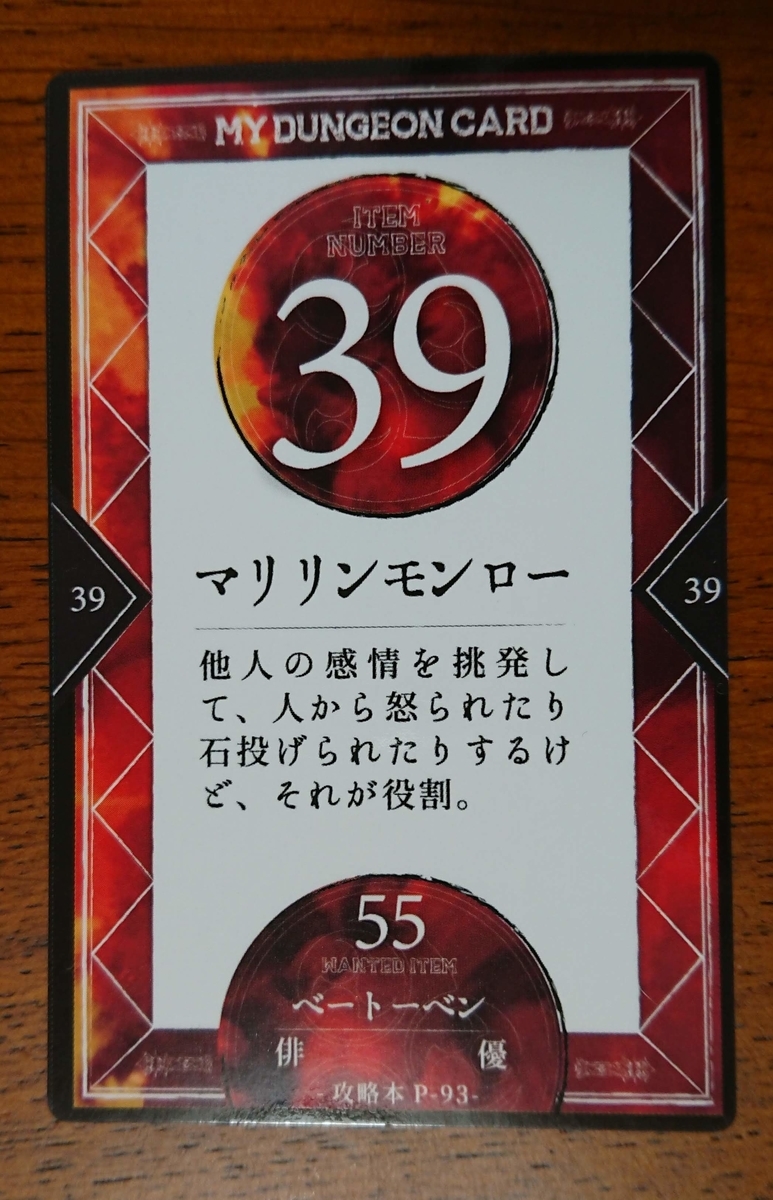 MY DUNGEON CARD
ITEM
NUMBER
39
マリリンモンロー
39
39
他人の感情を挑発し
て、人から怒られたり
石投げられたりするけ
ど、それが役割。
55
WANTED ITEM
ベートーベン
俳 優
-攻略本 P-93-